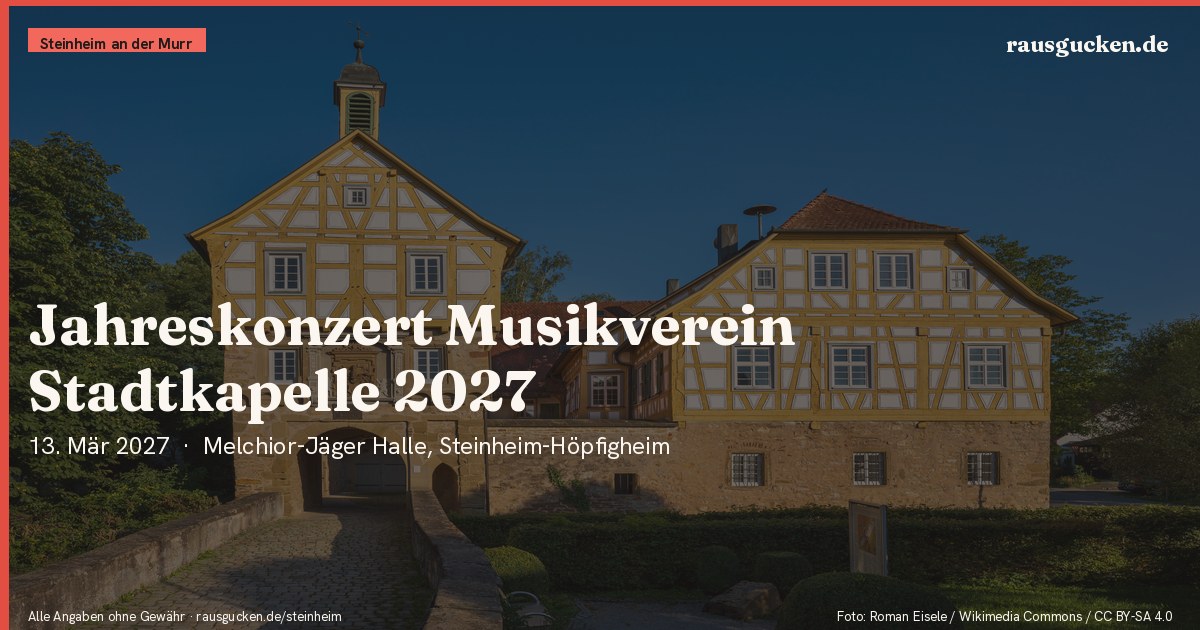 Steinheim an der Murr
rausgucken.de
Jahreskonzert Musikverein
Stadtkapelle 2027
13. Mär 2027 · Melchior-Jäger Halle, Steinheim-Höpfigheim
Alle Angaben ohne Gewähr · rausgucken.de/steinheim
Foto: Roman Eisele / Wikimedia Commons / CC BY-SA 4.0